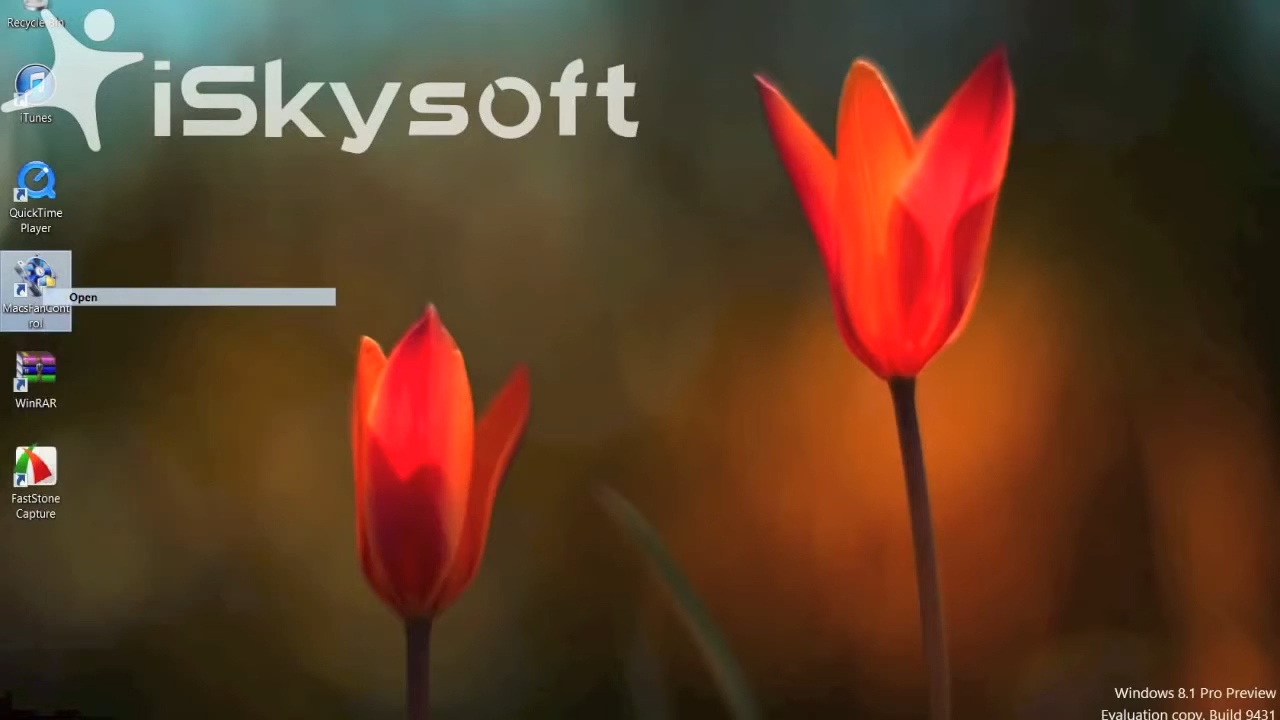 Recycle Bin
iSkysoft
iTunes
QuickTime
Player
Open
MacsFanCont
rol
WinRAR
FastStone
Capture
Windows 8.1 Pro Preview
Evaluation copy. Build 9431